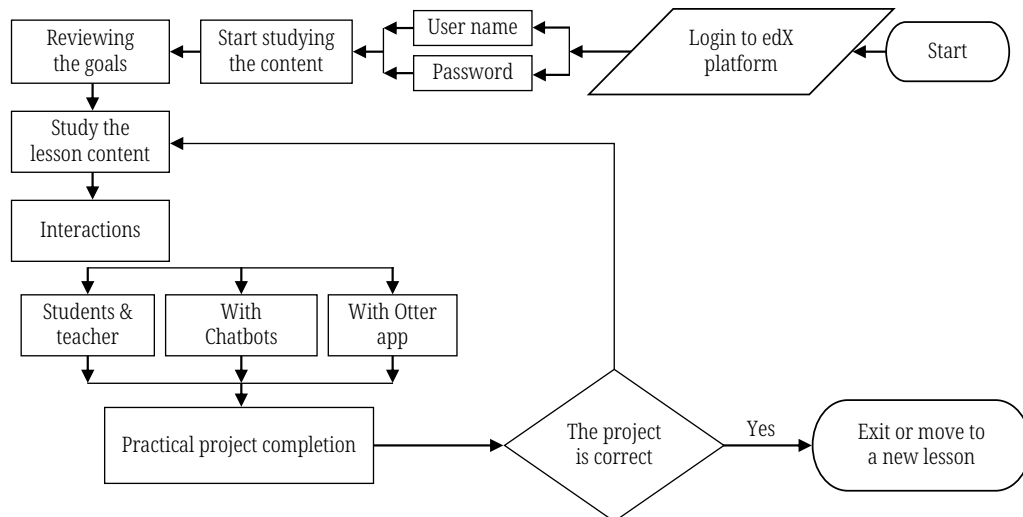 Reviewing
the goals
Start studying
the content
User name
Password
Login to edX
platform
Start
Study the
lesson content
Interactions
Students &
teacher
With
Chatbots
With Otter
app
Practical project completion
The project
is correct
Yes
Exit or move to
a new lesson